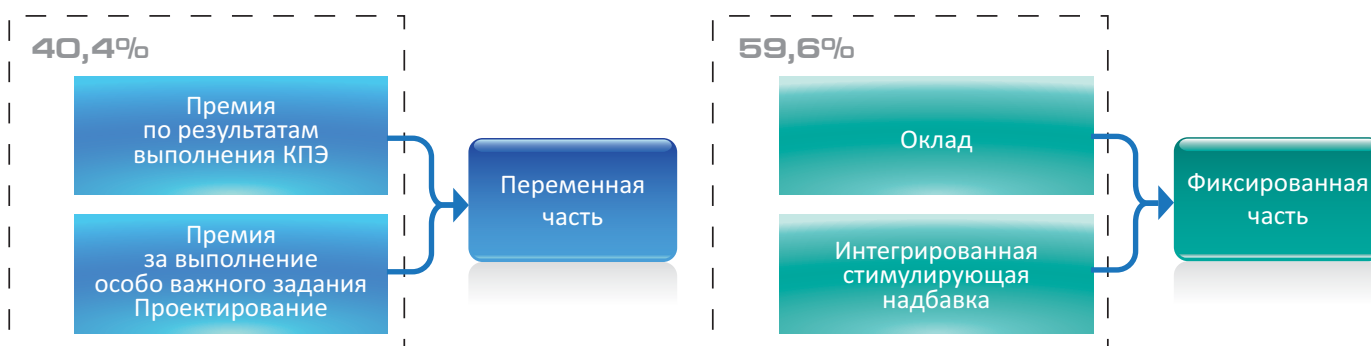 40,4%
Премия
по результатам
выполнения КПЭ
Премия
за выполнение
особо важного задания
Проектирование
Переменная
часть
59,6%
Оклад
Интегрированная
стимулирующая
надбавка
Фиксированная
часть